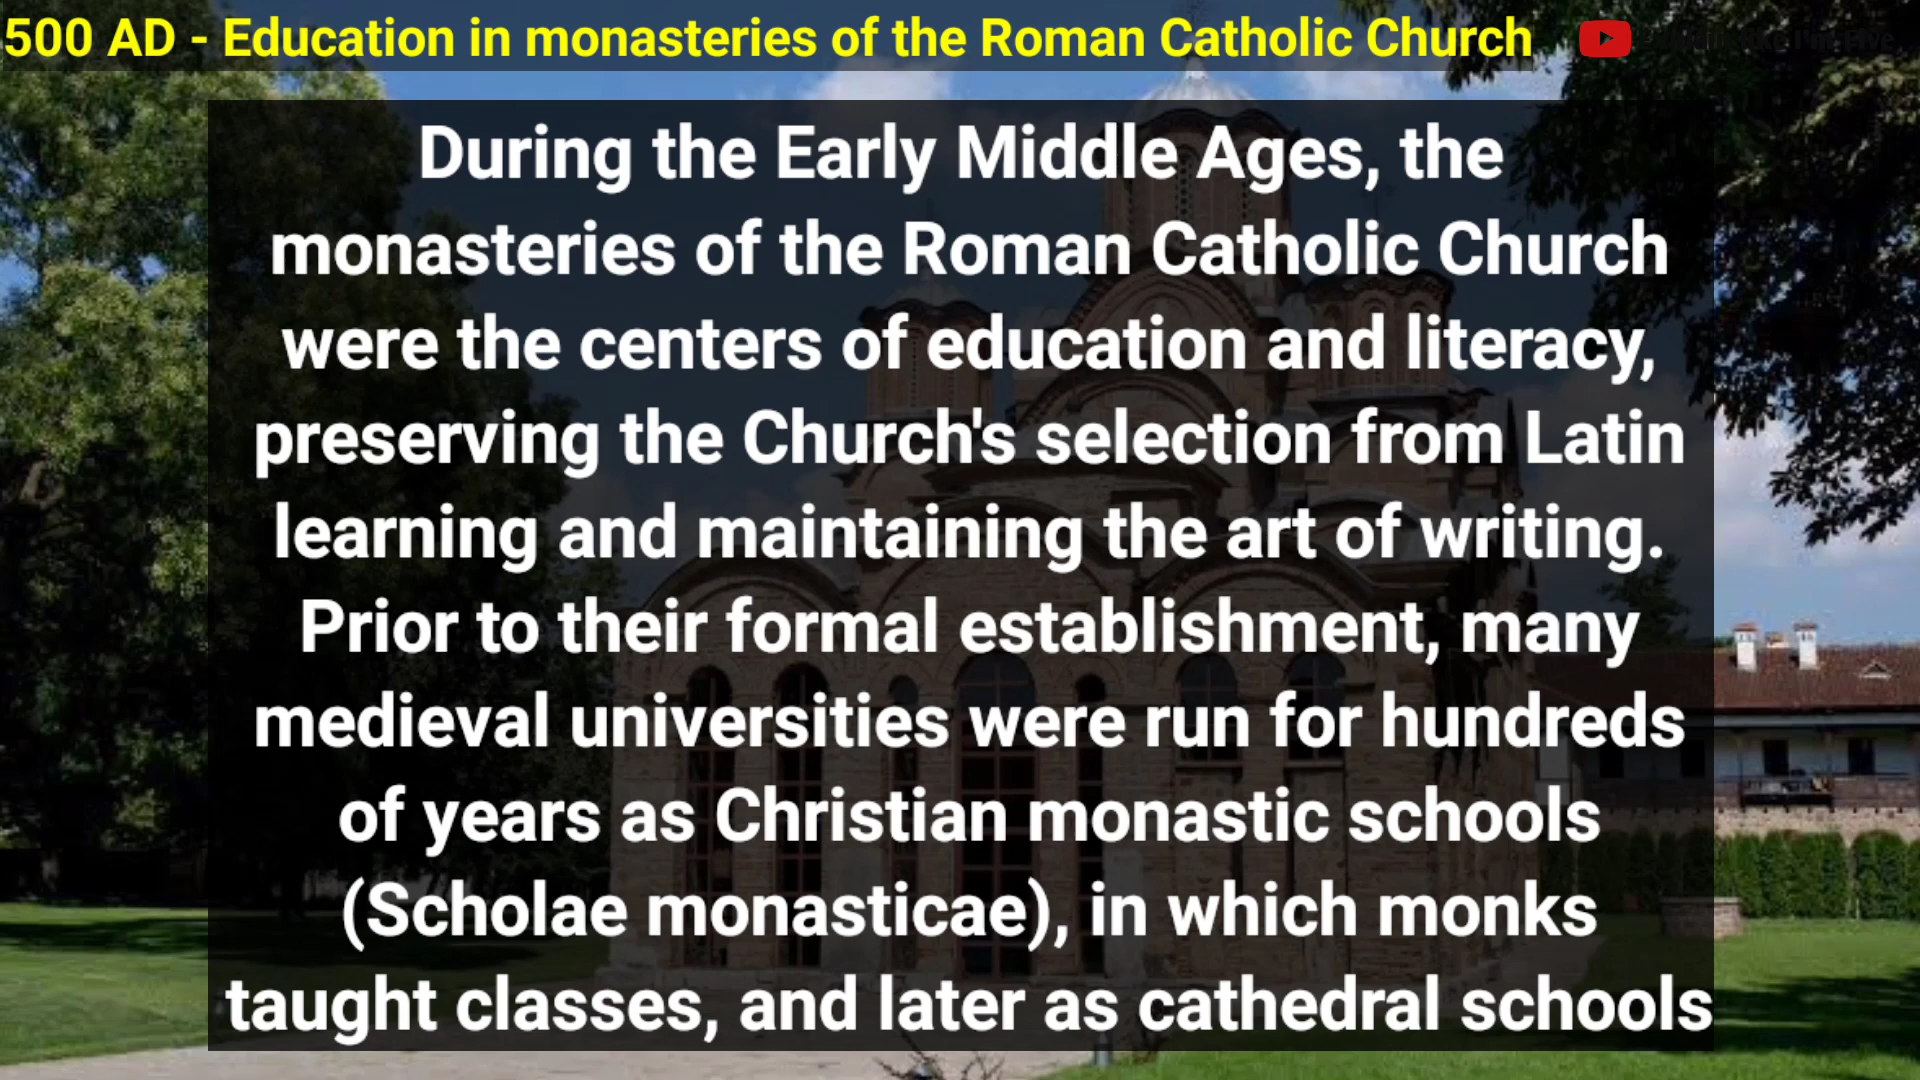 500 AD - Education in monasteries of the Roman Catholic Church
During the Early Middle Ages, the
monasteries of the Roman Catholic Church
were the centers of education and literacy,
preserving the Church's selection from Latin
learning and maintaining the art of writing.
Prior to their formal establishment, many
medieval universities were run for hundreds
of years as Christian monastic schools
(Scholae monasticae), in which monks
taught classes, and later as cathedral schools